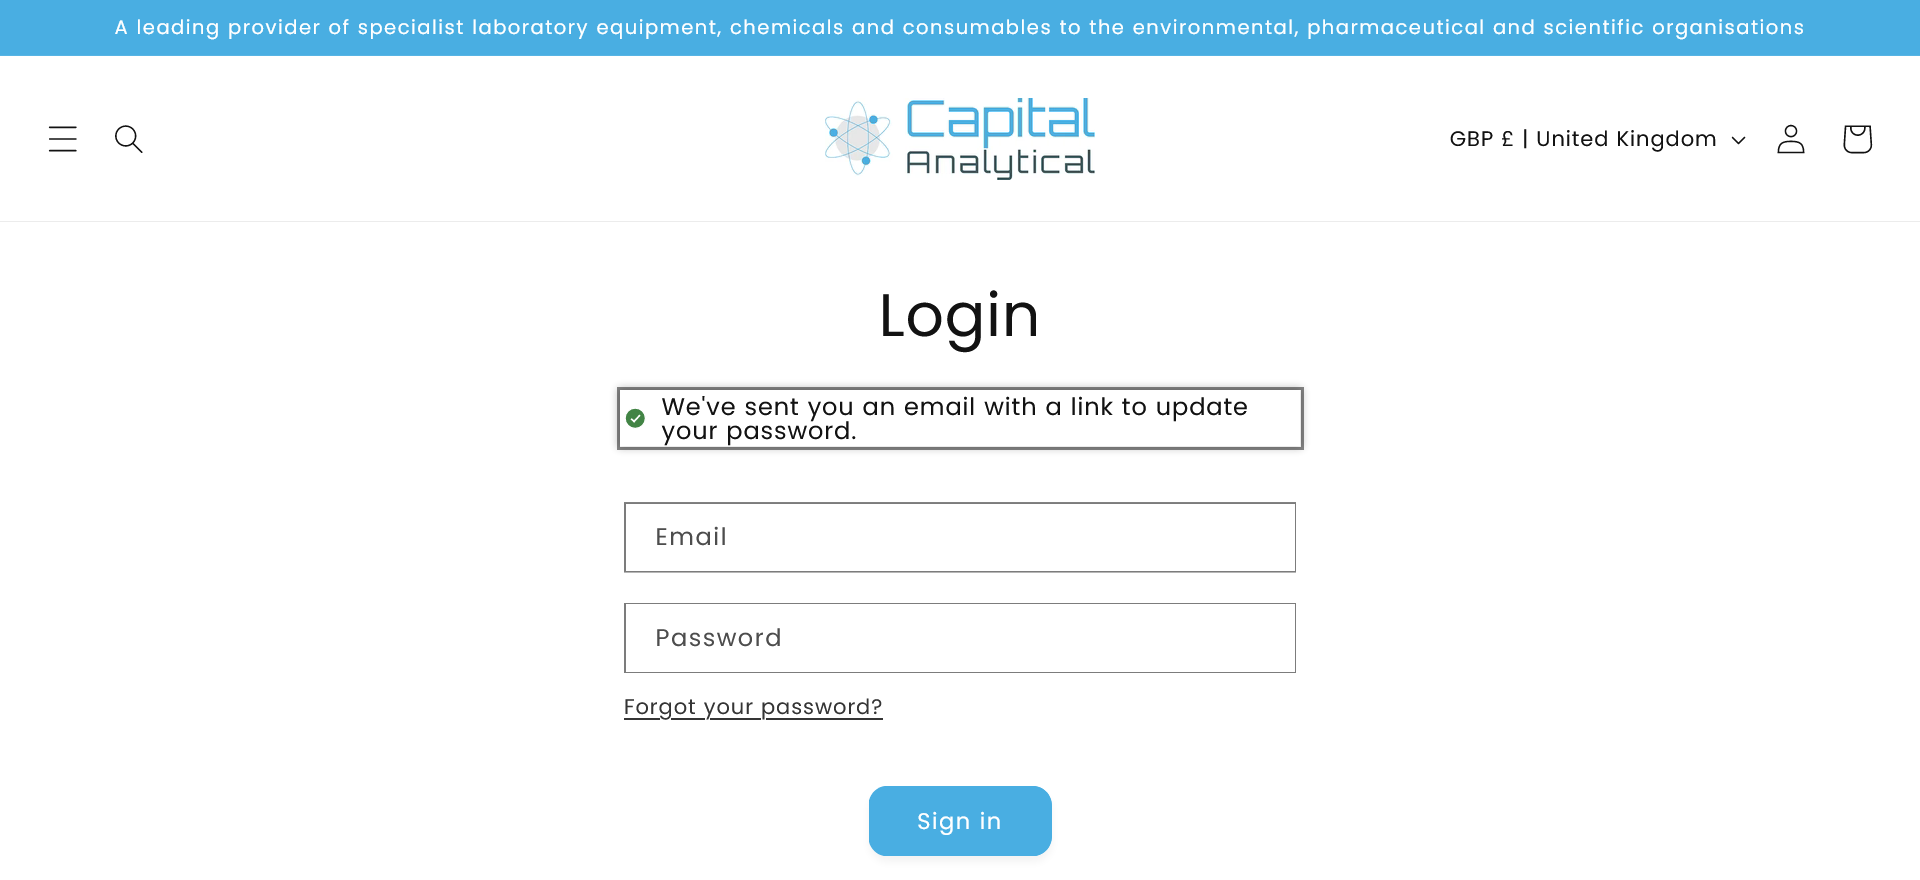 A leading provider of specialist laboratory equipment, chemicals and consumables to the environmental, pharmaceutical and scientific organisations
Capital
Analytical
GBP £ | United Kingdom
Login
We've sent you an email with a link to update
your password.
Email
Password
Forgot your password?
Sign in